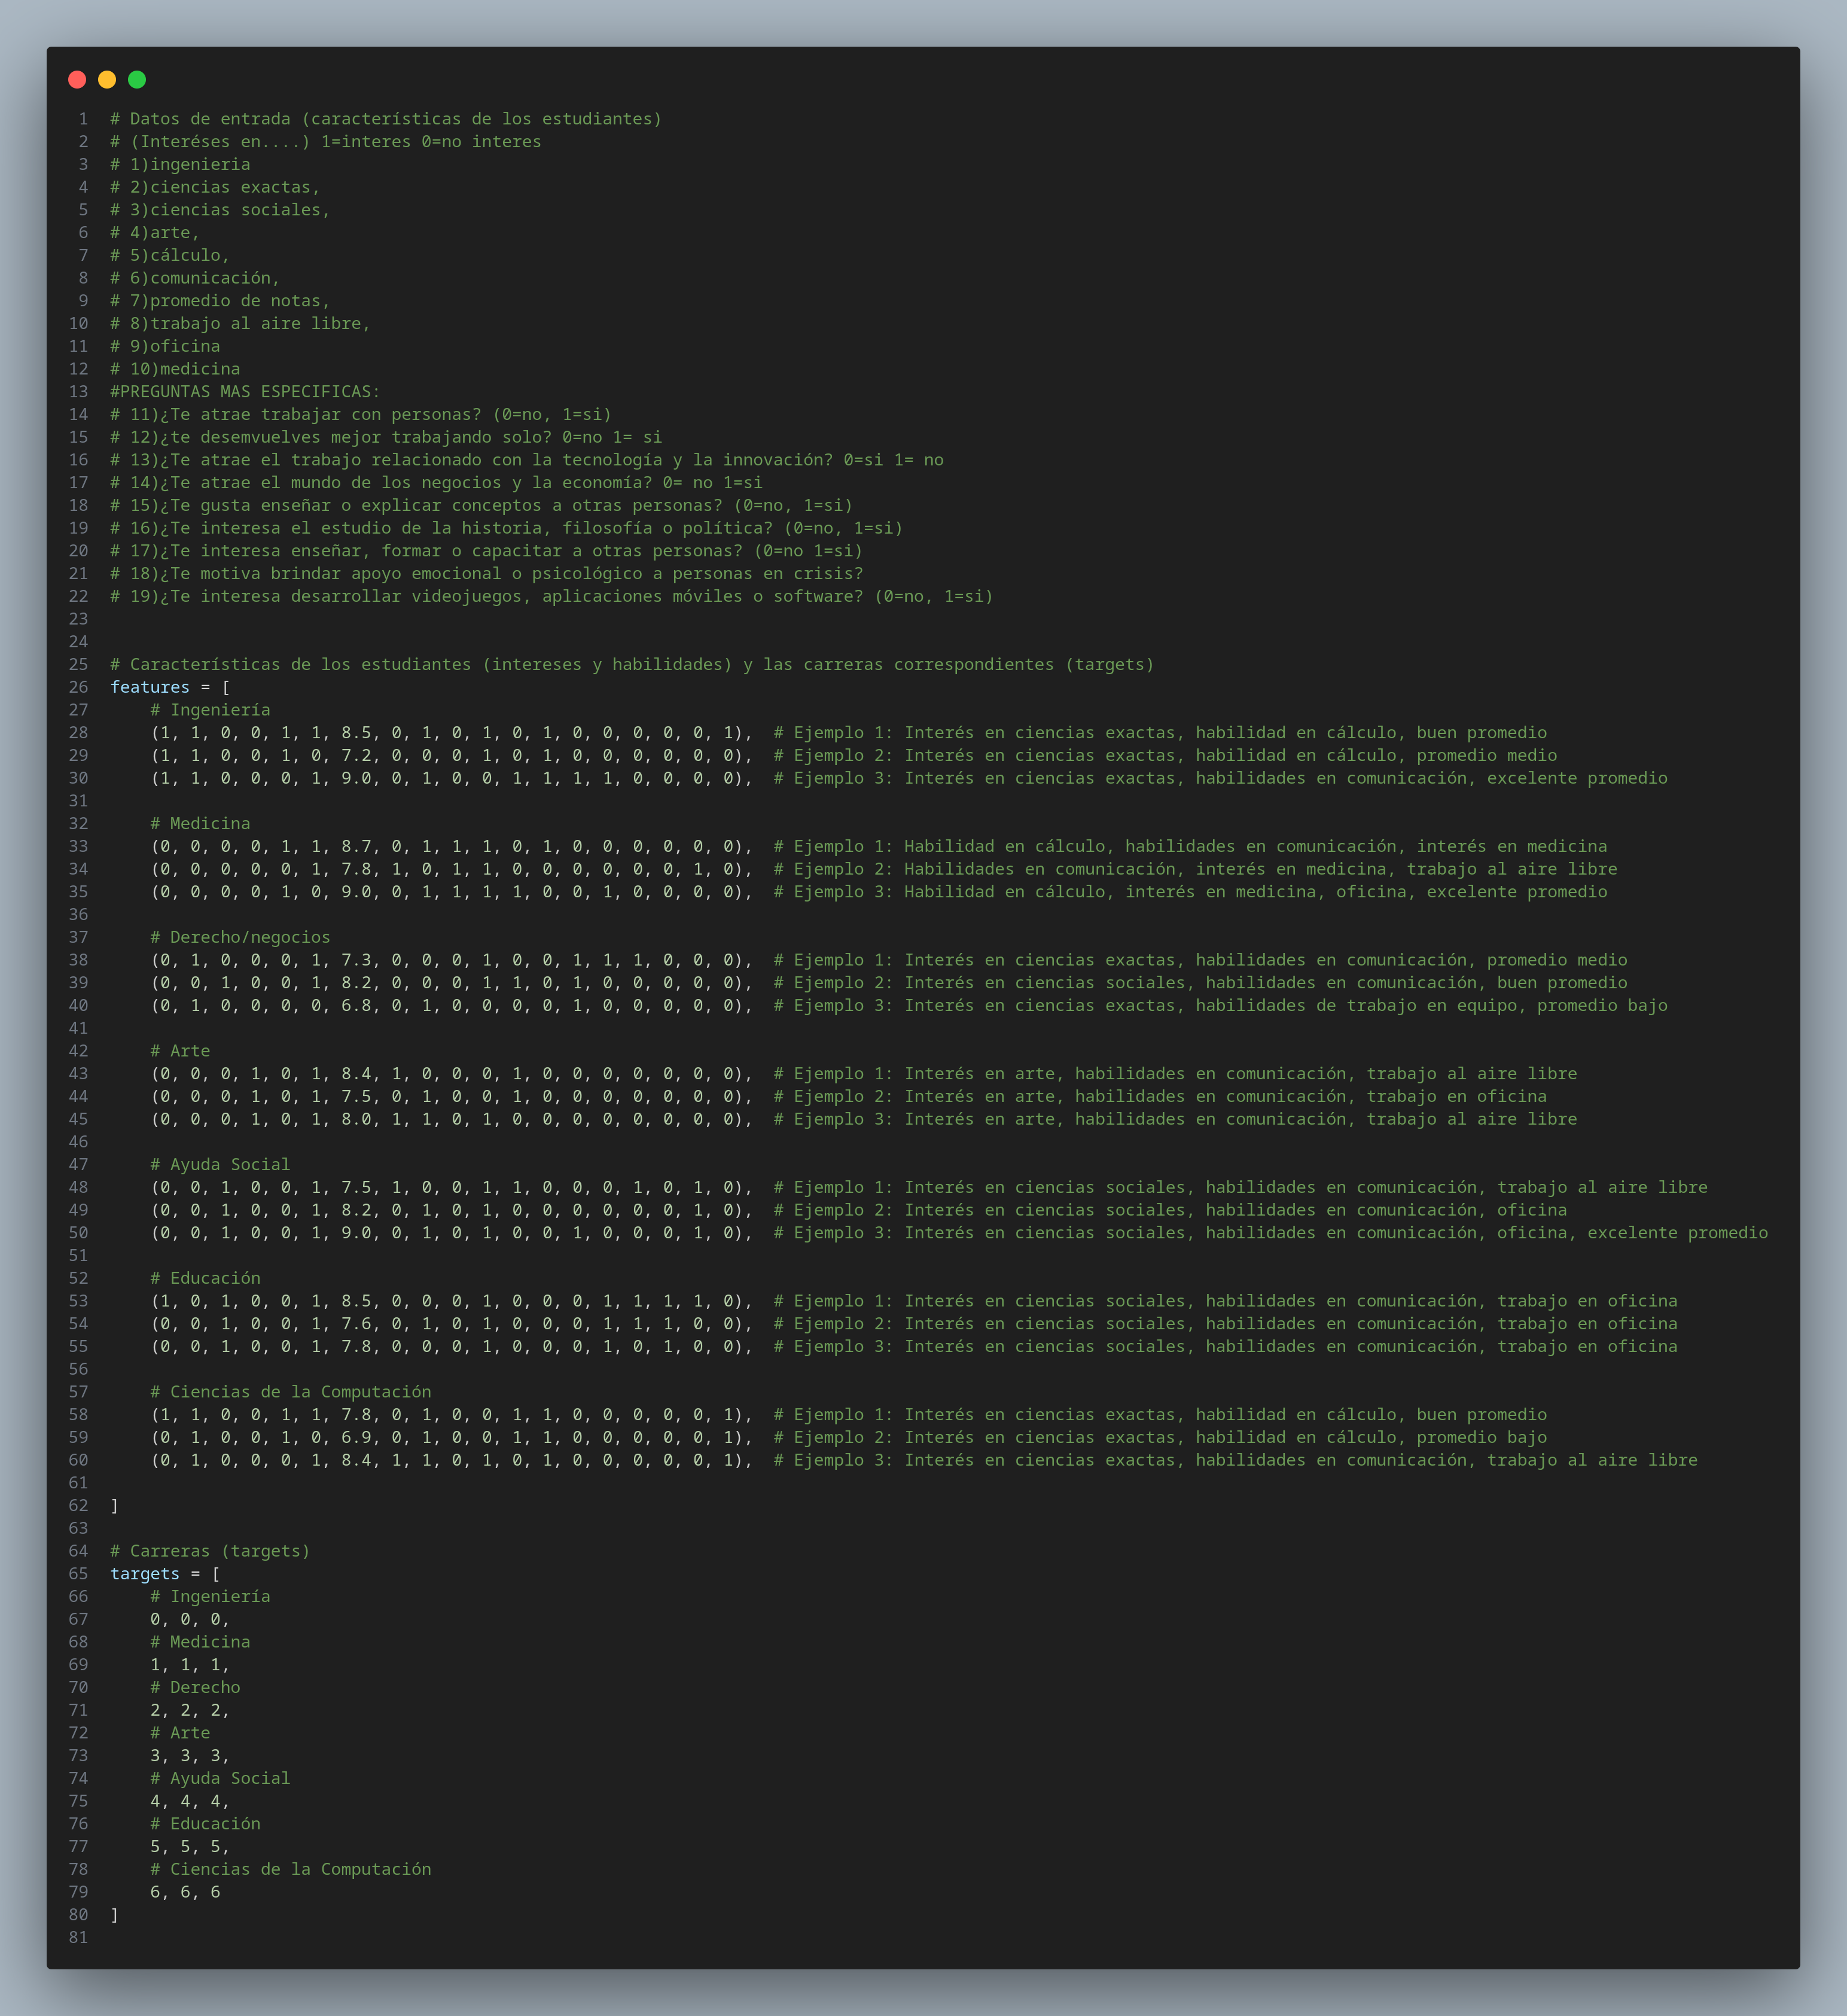 1 # Datos de entrada (características de los estudiantes)
2 # (Interéses en....) 1=interes 0=no interes
3 # 1)ingenieria
4 # 2)ciencias exactas,
5 # 3)ciencias sociales,
6 # 4)arte,
7 # 5)cálculo,
8 # 6)comunicación,
9 # 7)promedio de notas,
10 # 8)trabajo al aire libre,
11 # 9)oficina
12 # 10)medicina
13 #PREGUNTAS MAS ESPECIFICAS:
14 # 11)¿Te atrae trabajar con personas? (0=no, 1=si)
15 # 12)¿te desemvuelves mejor trabajando solo? 0=no 1= si
16 # 13)¿Te atrae el trabajo relacionado con la tecnología y la innovación? 0=si 1= no
17 # 14)¿Te atrae el mundo de los negocios y la economía? 0= no 1=si
18 # 15)¿Te gusta enseñar o explicar conceptos a otras personas? (0=no, 1=si)
19 # 16)¿Te interesa el estudio de la historia, filosofía o política? (0=no, 1=si)
20 # 17)¿Te interesa enseñar, formar o capacitar a otras personas? (0=no 1=si)
21 # 18)¿Te motiva brindar apoyo emocional o psicológico a personas en crisis?
22 # 19)¿Te interesa desarrollar videojuegos, aplicaciones móviles o software? (0=no, 1=si)
23
24
25 # Características de los estudiantes (intereses y habilidades) y las carreras correspondientes (targets)
26 features = [
27     # Ingeniería
28     (1, 1, 0, 0, 1, 1, 8.5, 0, 1, 0, 1, 0, 1, 0, 0, 0, 0, 0, 1),  # Ejemplo 1: Interés en ciencias exactas, habilidad en cálculo, buen promedio
29     (1, 1, 0, 0, 1, 0, 7.2, 0, 0, 0, 1, 0, 1, 0, 0, 0, 0, 0, 0),  # Ejemplo 2: Interés en ciencias exactas, habilidad en cálculo, promedio medio
30     (1, 1, 0, 0, 0, 1, 9.0, 0, 1, 0, 0, 1, 1, 1, 1, 0, 0, 0, 0),  # Ejemplo 3: Interés en ciencias exactas, habilidades en comunicación, excelente promedio
31
32     # Medicina
33     (0, 0, 0, 0, 1, 1, 8.7, 0, 1, 1, 1, 0, 1, 0, 0, 0, 0, 0, 0),  # Ejemplo 1: Habilidad en cálculo, habilidades en comunicación, interés en medicina
34     (0, 0, 0, 0, 0, 1, 7.8, 1, 0, 1, 1, 0, 0, 0, 0, 0, 0, 1, 0),  # Ejemplo 2: Habilidades en comunicación, interés en medicina, trabajo al aire libre
35     (0, 0, 0, 0, 1, 0, 9.0, 0, 1, 1, 1, 1, 0, 0, 1, 0, 0, 0, 0),  # Ejemplo 3: Habilidad en cálculo, interés en medicina, oficina, excelente promedio
36
37     # Derecho/negocios
38     (0, 1, 0, 0, 0, 1, 7.3, 0, 0, 0, 1, 0, 0, 1, 1, 1, 0, 0, 0),  # Ejemplo 1: Interés en ciencias exactas, habilidades en comunicación, promedio medio
39     (0, 0, 1, 0, 0, 1, 8.2, 0, 0, 0, 1, 1, 0, 1, 0, 0, 0, 0, 0),  # Ejemplo 2: Interés en ciencias sociales, habilidades en comunicación, buen promedio
40     (0, 1, 0, 0, 0, 0, 6.8, 0, 1, 0, 0, 0, 0, 1, 0, 0, 0, 0, 0),  # Ejemplo 3: Interés en ciencias exactas, habilidades de trabajo en equipo, promedio bajo
41
42     # Arte
43     (0, 0, 0, 1, 0, 1, 8.4, 1, 0, 0, 0, 1, 0, 0, 0, 0, 0, 0, 0),  # Ejemplo 1: Interés en arte, habilidades en comunicación, trabajo al aire libre
44     (0, 0, 0, 1, 0, 1, 7.5, 0, 1, 0, 0, 1, 0, 0, 0, 0, 0, 0, 0),  # Ejemplo 2: Interés en arte, habilidades en comunicación, trabajo en oficina
45     (0, 0, 0, 1, 0, 1, 8.0, 1, 1, 0, 1, 0, 0, 0, 0, 0, 0, 0, 0),  # Ejemplo 3: Interés en arte, habilidades en comunicación, trabajo al aire libre
46
47     # Ayuda Social
48     (0, 0, 1, 0, 0, 1, 7.5, 1, 0, 0, 1, 1, 0, 0, 0, 1, 0, 1, 0),  # Ejemplo 1: Interés en ciencias sociales, habilidades en comunicación, trabajo al aire libre
49     (0, 0, 1, 0, 0, 1, 8.2, 0, 1, 0, 1, 0, 0, 0, 0, 0, 0, 1, 0),  # Ejemplo 2: Interés en ciencias sociales, habilidades en comunicación, oficina
50     (0, 0, 1, 0, 0, 1, 9.0, 0, 1, 0, 1, 0, 0, 1, 0, 0, 0, 1, 0),  # Ejemplo 3: Interés en ciencias sociales, habilidades en comunicación, oficina, excelente promedio
51
52     # Educación
53     (1, 0, 1, 0, 0, 1, 8.5, 0, 0, 0, 1, 0, 0, 0, 1, 1, 1, 1, 0),  # Ejemplo 1: Interés en ciencias sociales, habilidades en comunicación, trabajo en oficina
54     (0, 0, 1, 0, 0, 1, 7.6, 0, 1, 0, 1, 0, 0, 0, 1, 1, 1, 0, 0),  # Ejemplo 2: Interés en ciencias sociales, habilidades en comunicación, trabajo en oficina
55     (0, 0, 1, 0, 0, 1, 7.8, 0, 0, 0, 1, 0, 0, 0, 1, 0, 1, 0, 0),  # Ejemplo 3: Interés en ciencias sociales, habilidades en comunicación, trabajo en oficina
56
57     # Ciencias de la Computación
58     (1, 1, 0, 0, 1, 1, 7.8, 0, 1, 0, 0, 1, 1, 0, 0, 0, 0, 0, 1),  # Ejemplo 1: Interés en ciencias exactas, habilidad en cálculo, buen promedio
59     (0, 1, 0, 0, 1, 0, 6.9, 0, 1, 0, 0, 1, 1, 0, 0, 0, 0, 0, 1),  # Ejemplo 2: Interés en ciencias exactas, habilidad en cálculo, promedio bajo
60     (0, 1, 0, 0, 0, 1, 8.4, 1, 1, 0, 1, 0, 1, 0, 0, 0, 0, 0, 1),  # Ejemplo 3: Interés en ciencias exactas, habilidades en comunicación, trabajo al aire libre
61
62 ]
63
64 # Carreras (targets)
65 targets = [
66     # Ingeniería
67     0, 0, 0,
68     # Medicina
69     1, 1, 1,
70     # Derecho
71     2, 2, 2,
72     # Arte
73     3, 3, 3,
74     # Ayuda Social
75     4, 4, 4,
76     # Educación
77     5, 5, 5,
78     # Ciencias de la Computación
79     6, 6, 6
80 ]
81